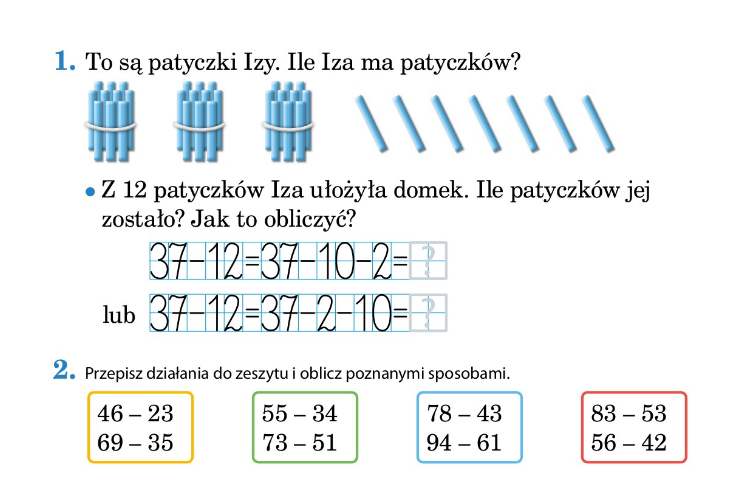 1. To są patyczki Izy. Ile Iza ma patyczków?
• Z 12 patyczków Iza ułożyła domek. Ile patyczków jej
zostało? Jak to obliczyć?
37-12=37-10-2=?
lub 37-12=37-2-10=?
2. Przepisz działania do zeszytu i oblicz poznanymi sposobami.
46 – 23 55 – 34 78 – 43 83 – 53
69 – 35 73 – 51 94 – 61 56 – 42